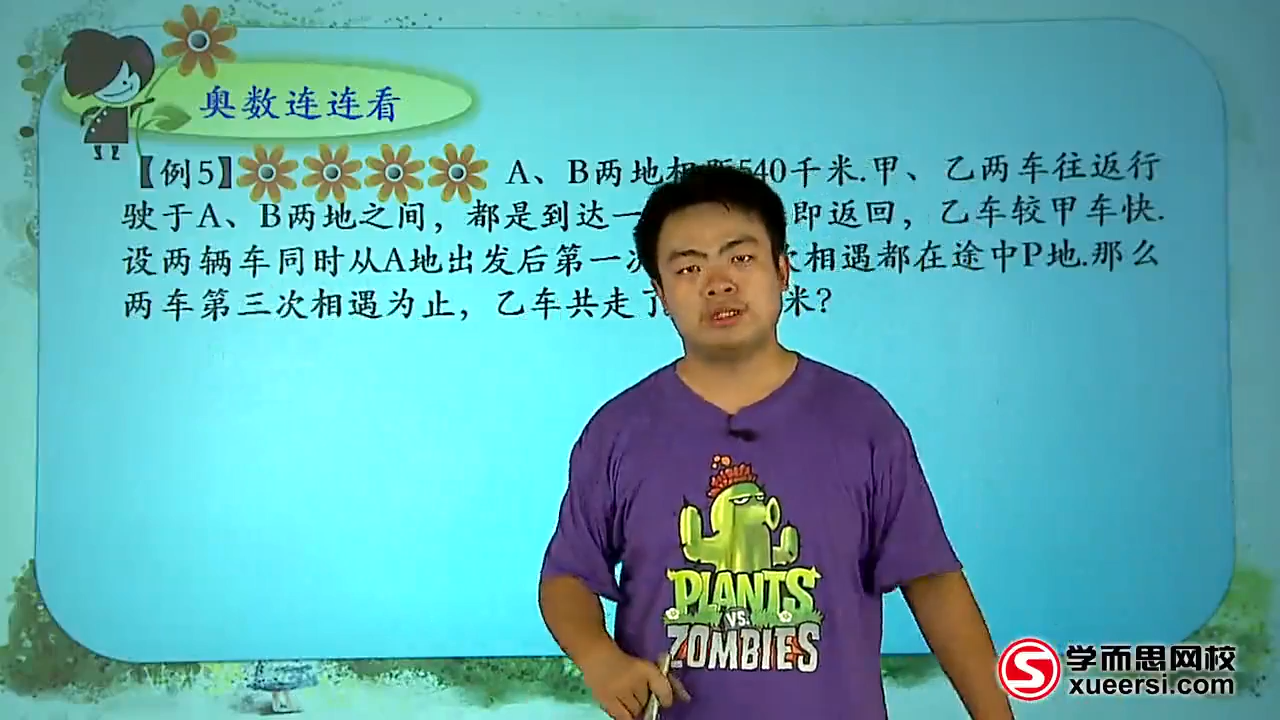 奥数连连看
【例5】 A、B两地相 540千米.甲、乙两车往返行
驶于A、B两地之间，都是到达一 即返回，乙车较甲车快.
设两辆车同时从A地出发后第一 相遇都在途中P地.那么
两车第三次相遇为止，乙车共走 米？
PLANTS
VS.
ZOMBIES
学而思网校
xueersi.com